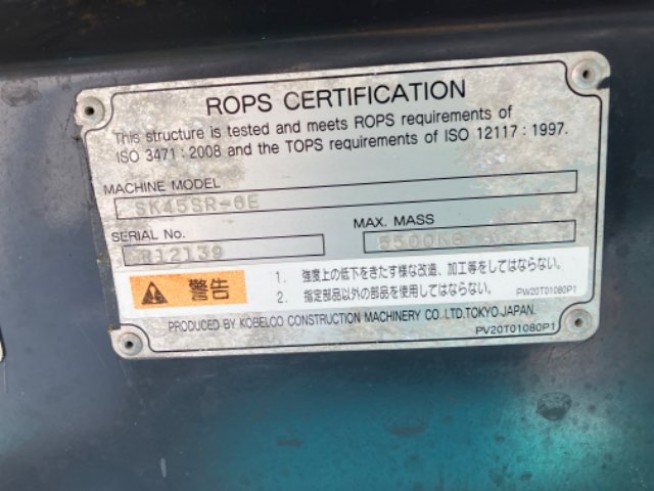 ROPS CERTIFICATION
This structure is tested and meets ROPS requirements of
ISO 3471 : 2008 and the TOPS requirements of ISO 12117 : 1997.
MACHINE MODEL
SK45SR-6E
SERIAL No.
MAX. MASS
警告
1. 強度上の低下をきたす様な改造、加工等をしてはならない。
2. 指定部品以外の部品を使用してはならない。
PW20T01080P1
PRODUCED BY KOBELCO CONSTRUCTION MACHINERY CO.LTD.TOKYO.JAPAN.
PV20T01080P1